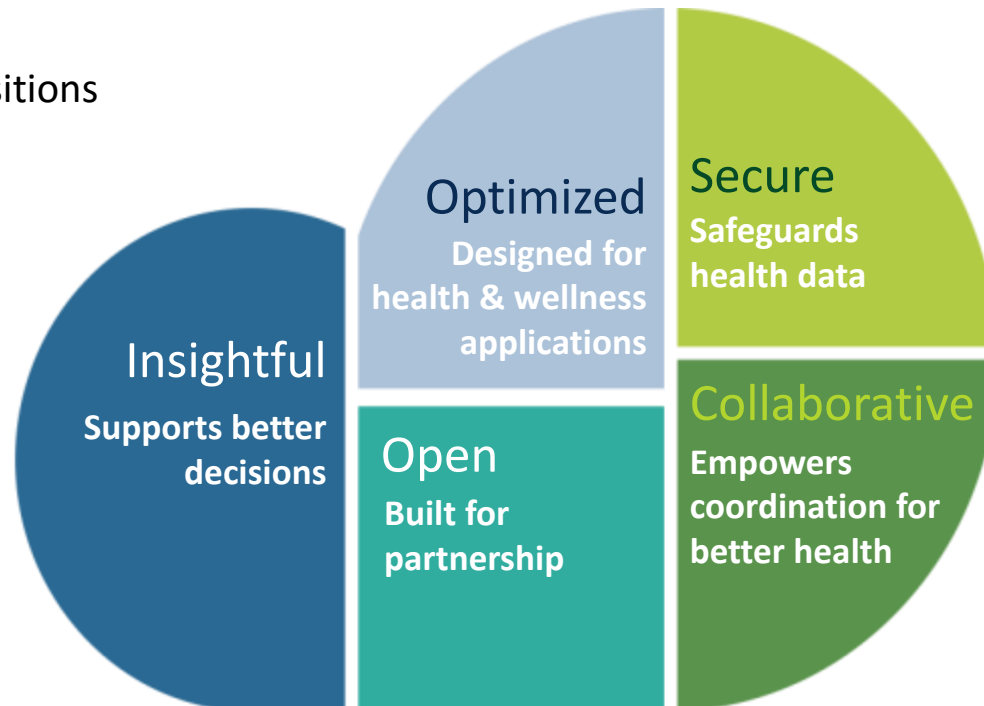 sitions
Optimized
Designed for
health & wellness
applications
Secure
Safeguards
health data
Insightful
Supports better
decisions
Open
Built for
partnership
Collaborative
Empowers
coordination for
better health